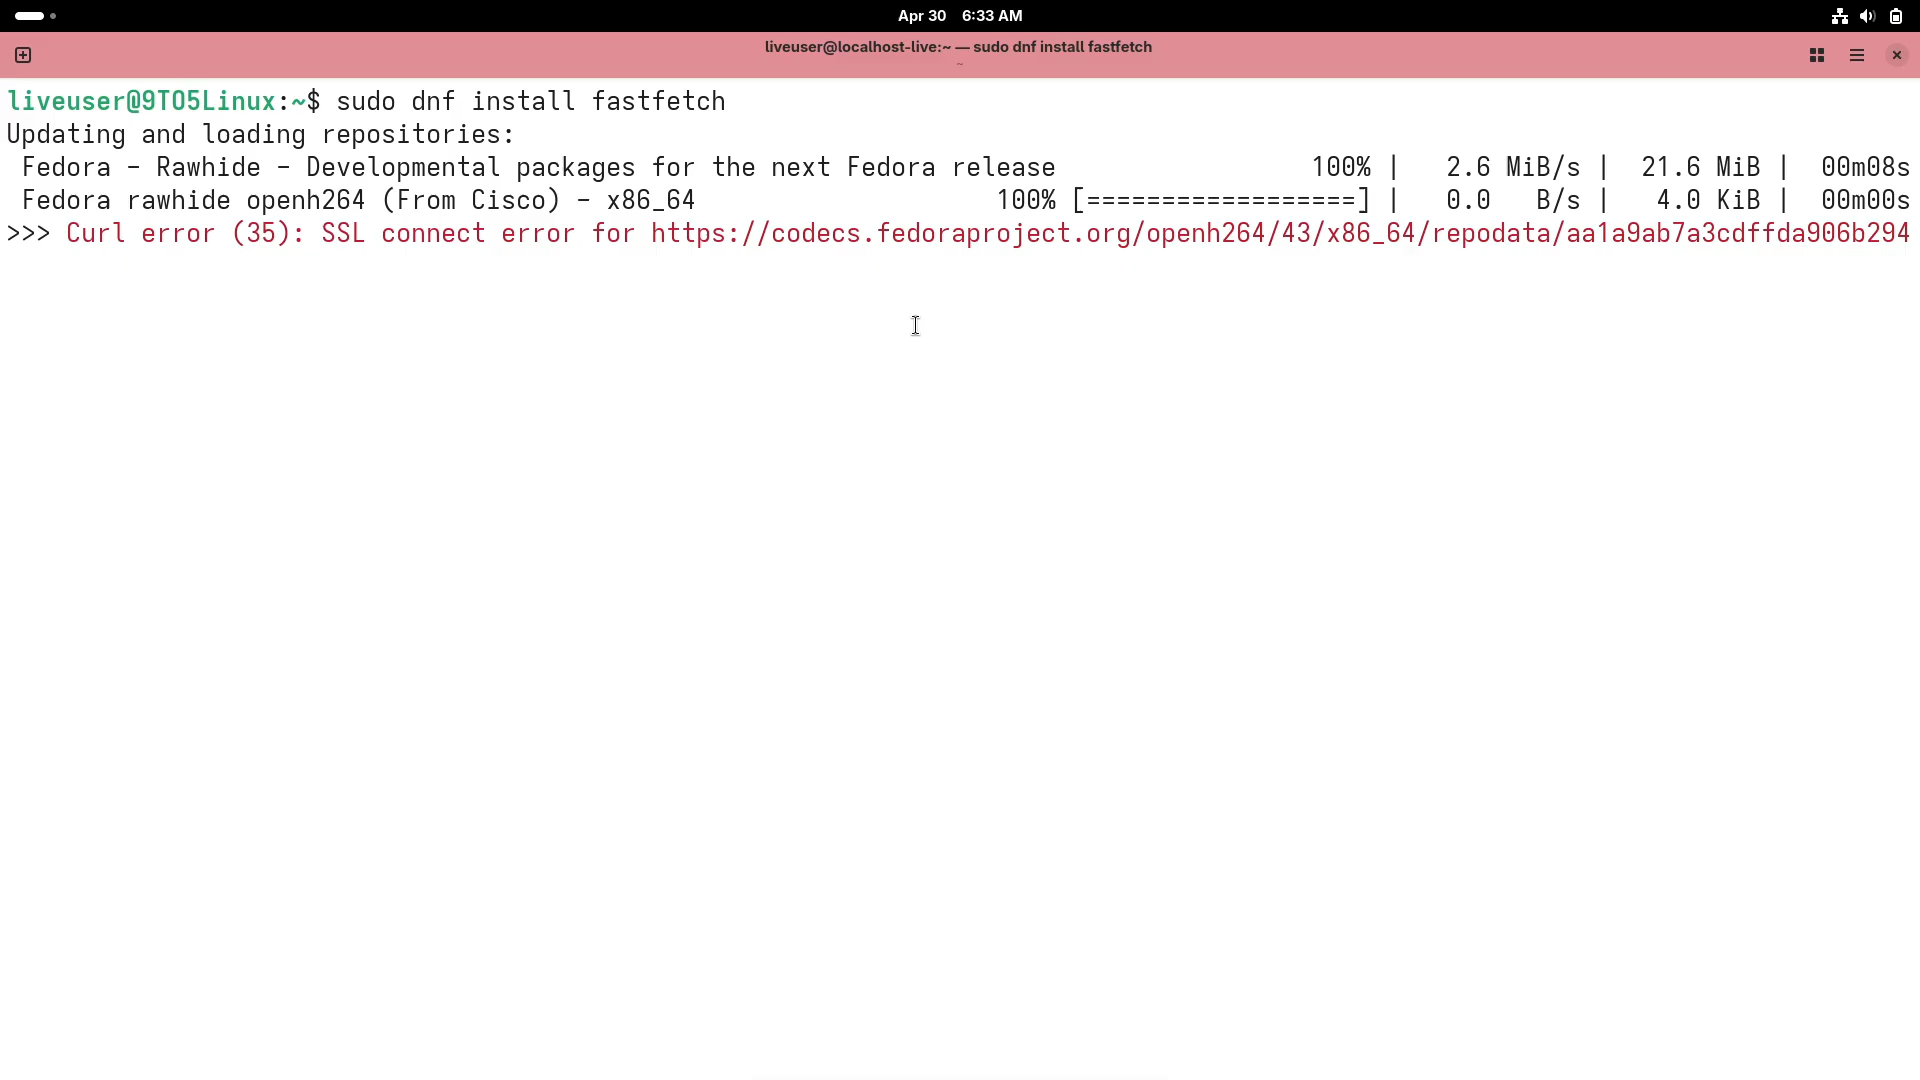 Apr 30 6:33 AM
liveuser@localhost-live:~ — sudo dnf install fastfetch
~
liveuser@9TO5Linux:~$ sudo dnf install fastfetch
Updating and loading repositories:
Fedora - Rawhide - Developmental packages for the next Fedora release 100% | 2.6 MiB/s | 21.6 MiB | 00m08s
Fedora rawhide openh264 (From Cisco) - x86_64 100% [==================] | 0.0 B/s | 4.0 KiB | 00m00s
>>> Curl error (35): SSL connect error for https://codecs.fedoraproject.org/openh264/43/x86_64/repodata/aa1a9ab7a3cdffda906b294